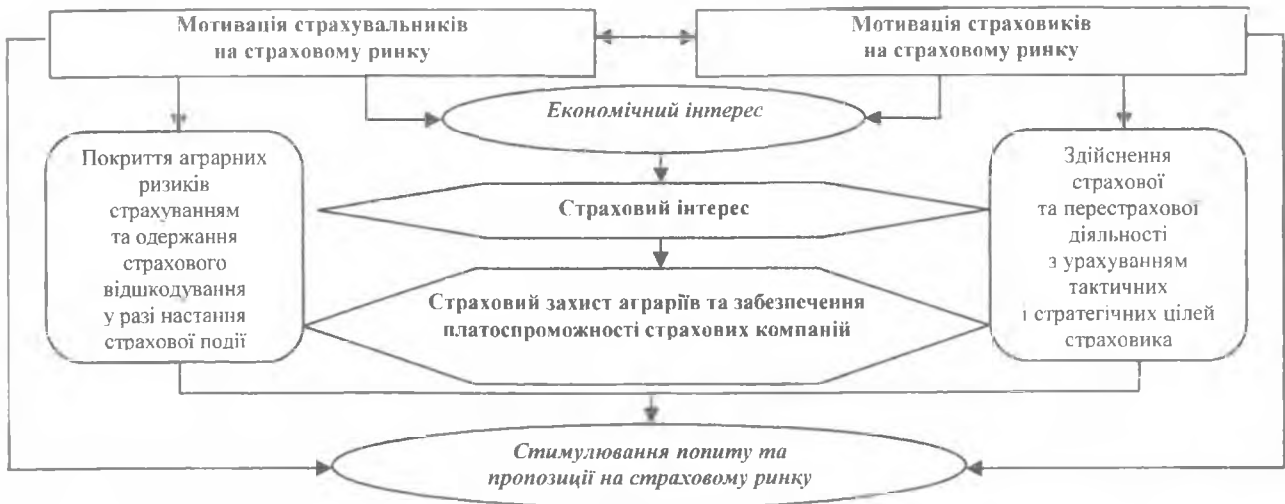 Мотивація страхувальників
на страховому ринку
Мотивація страховиків
на страховому ринку
Економічний інтерес
Покриття аграрних
ризиків
страхуванням
та одержання
страхового
відшкодування
у разі настання
страхової події
Страховий інтерес
Страховий захист аграріїв та забезпечення
платоспроможності страхових компаній
Здійснення
страхової
та перестрахової
діяльності
з урахуванням
тактичних
і стратегічних цілей
страховика
Стимулювання попиту та
пропозиції на страховому ринку